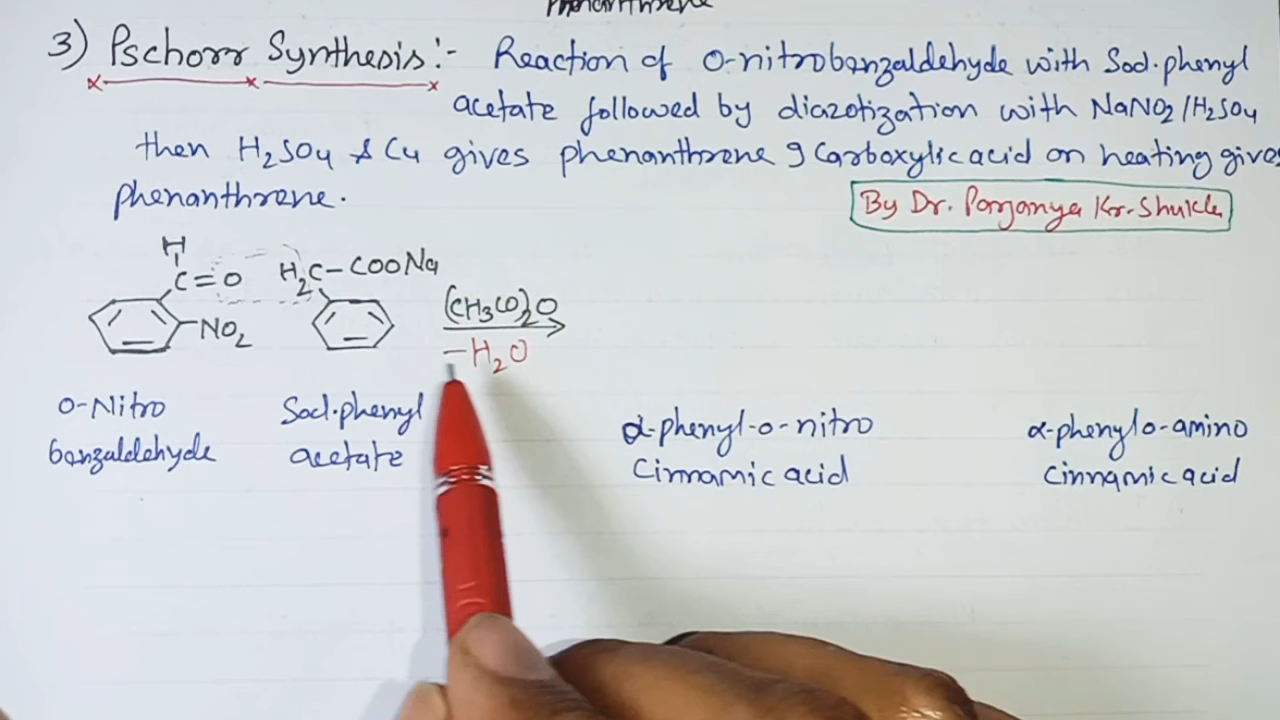 Phenanthrene
3) Pschorr Synthesis:- Reaction of O-nitrobenzaldehyde with Sod.phenyl
acetate followed by diazotization with NaNO2/H2SO4
then H2SO4 & Cu gives phenanthrene 9 Carboxylic acid on heating gives
phenanthrene.
By Dr. Parjanya Kr. Shukla
H
C=O
H2C-COONa
NO2
(CH3CO)2O
-H2O
O-Nitro
benzaldehyde
Sod.phenyl
acetate
α-phenyl-o-nitro
Cinnamic acid
α-phenyl o-amino
Cinnamic acid